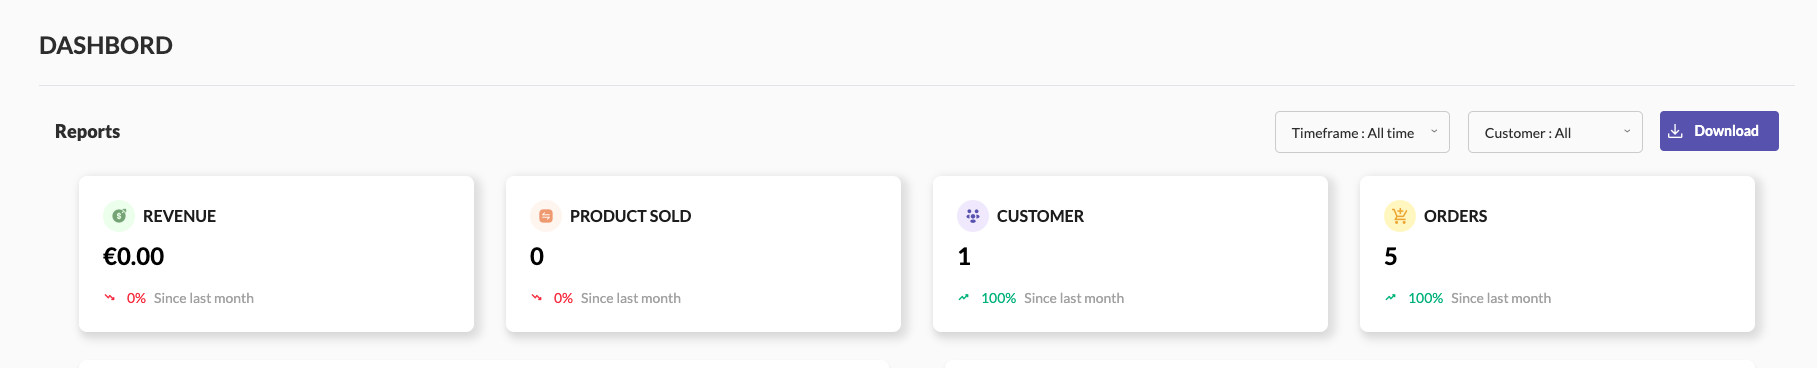 DASHBORD
Reports
Timeframe : All time
Customer : All
Download
REVENUE
€0.00
0% Since last month
PRODUCT SOLD
0
0% Since last month
CUSTOMER
1
100% Since last month
ORDERS
5
100% Since last month